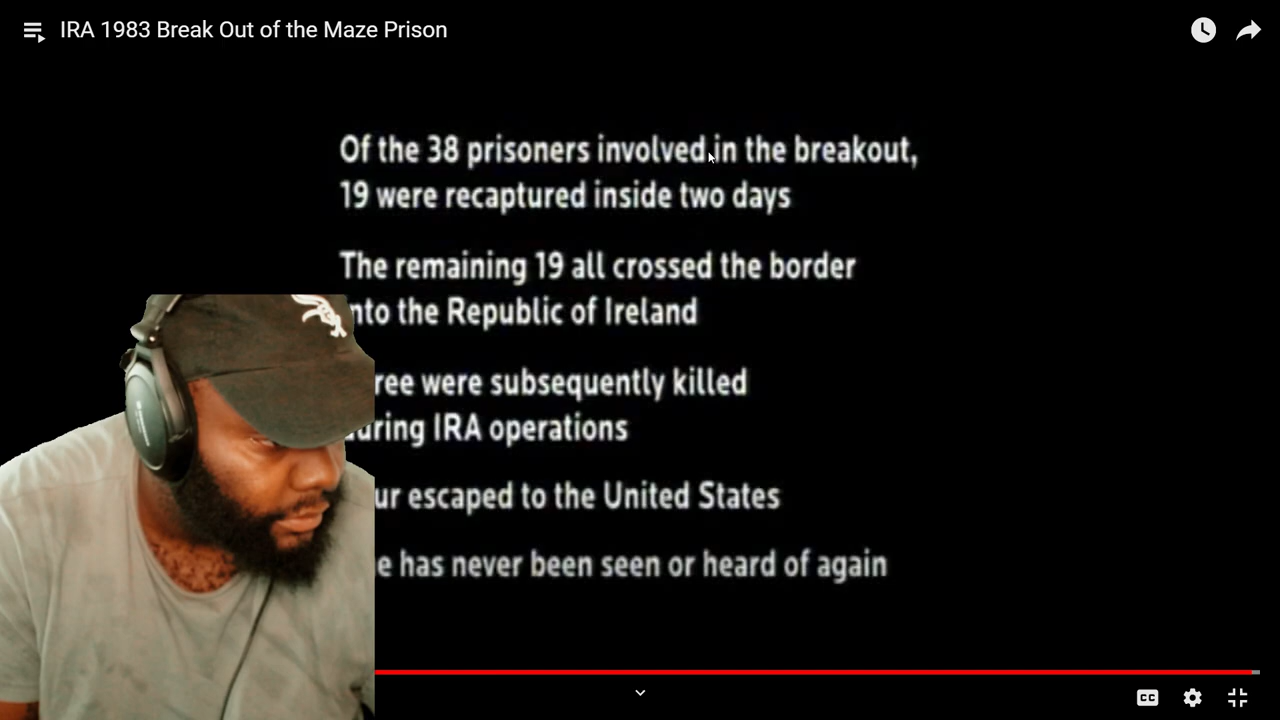 IRA 1983 Break Out of the Maze Prison
Of the 38 prisoners involved in the breakout,
19 were recaptured inside two days
The remaining 19 all crossed the border
nto the Republic of Ireland
ree were subsequently killed
uring IRA operations
ur escaped to the United States
e has never been seen or heard of again
CC